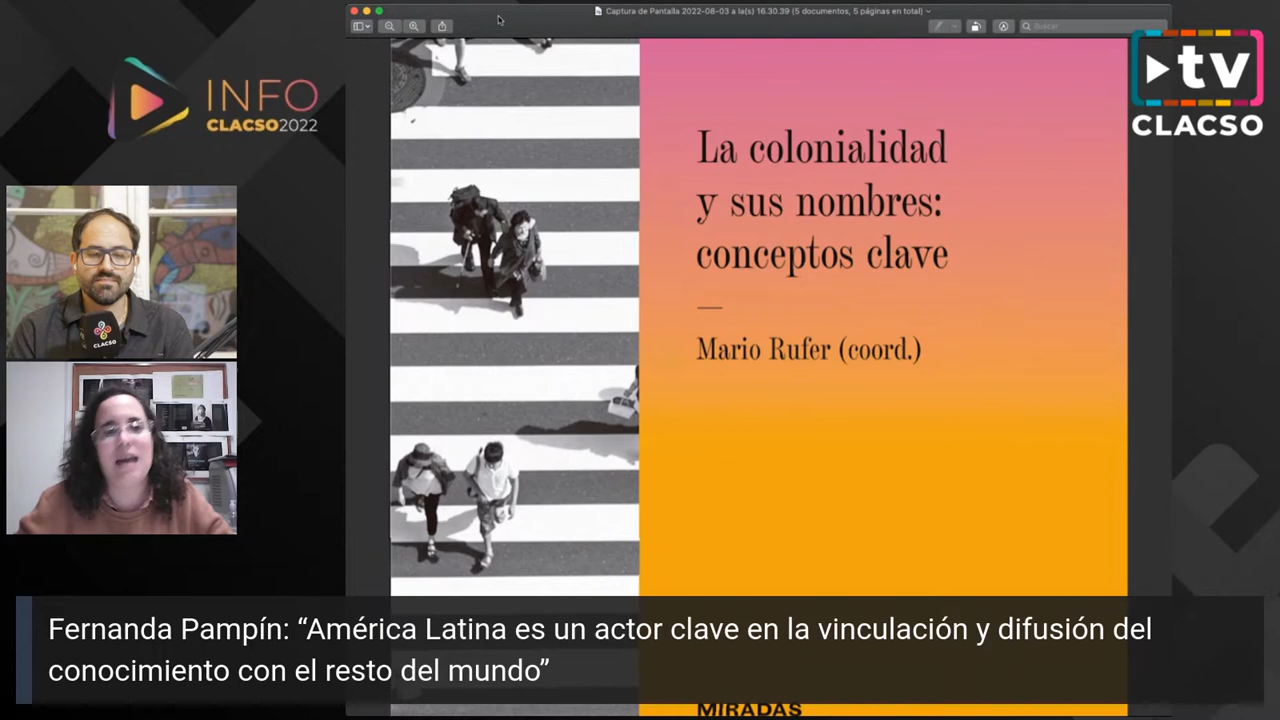 Captura de Pantalla 2022-08-03 a la(s) 16.30.39 (5 documentos, 5 páginas en total)
Buscar
INFO
CLACSO2022
tv
CLACSO
La colonialidad
y sus nombres:
conceptos clave
Mario Rufer (coord.)
CLACSO
Fernanda Pampín: “América Latina es un actor clave en la vinculación y difusión del
conocimiento con el resto del mundo”
MIRADAS